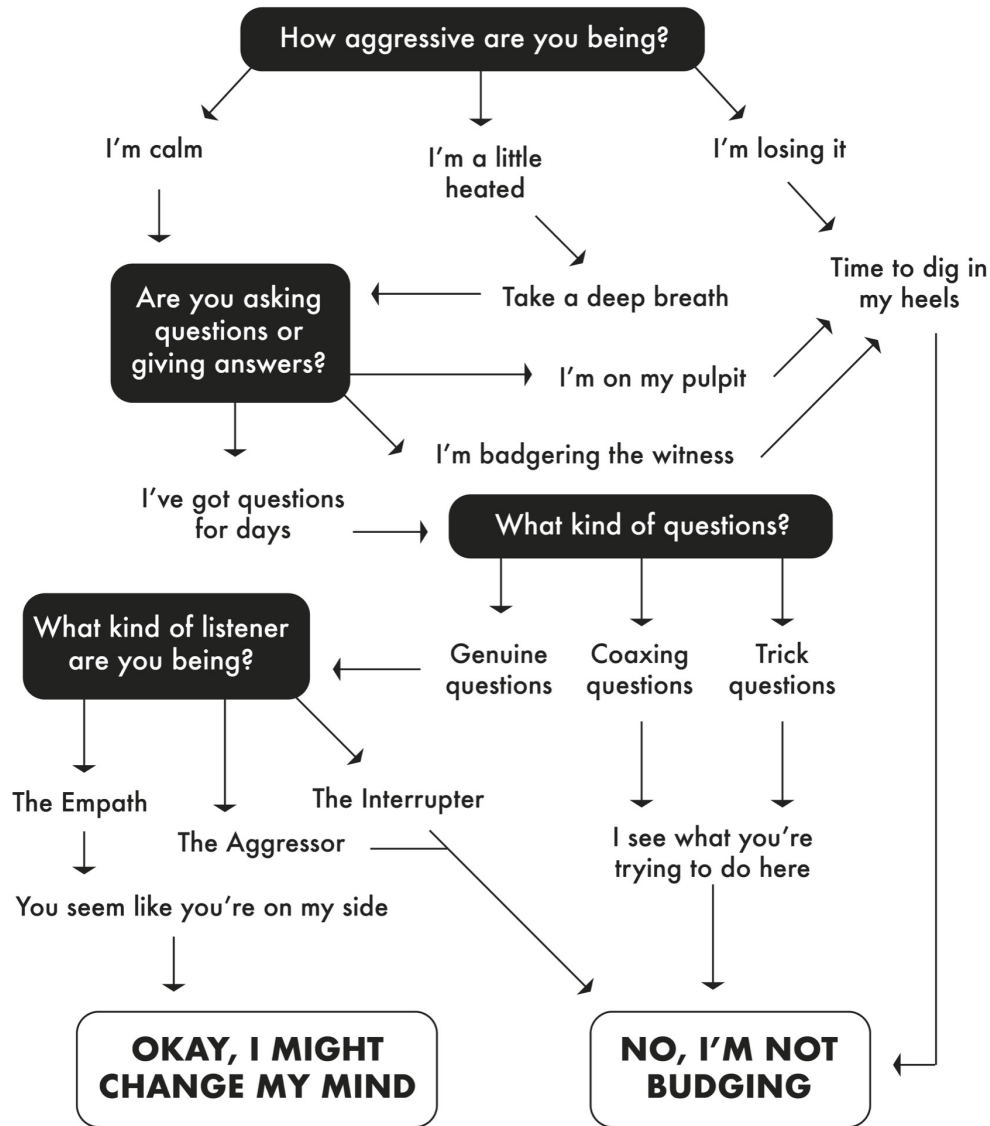 How aggressive are you being?
I'm calm
I'm a little
heated
I'm losing it
Time to dig in
my heels
Are you asking
questions or
giving answers?
Take a deep breath
I'm on my pulpit
I'm badgering the witness
I've got questions
for days
What kind of questions?
What kind of listener
are you being?
Genuine
questions
Coaxing
questions
Trick
questions
The Empath
The Interrupter
The Aggressor
I see what you're
trying to do here
You seem like you're on my side
OKAY, I MIGHT
CHANGE MY MIND
NO, I'M NOT
BUDGING